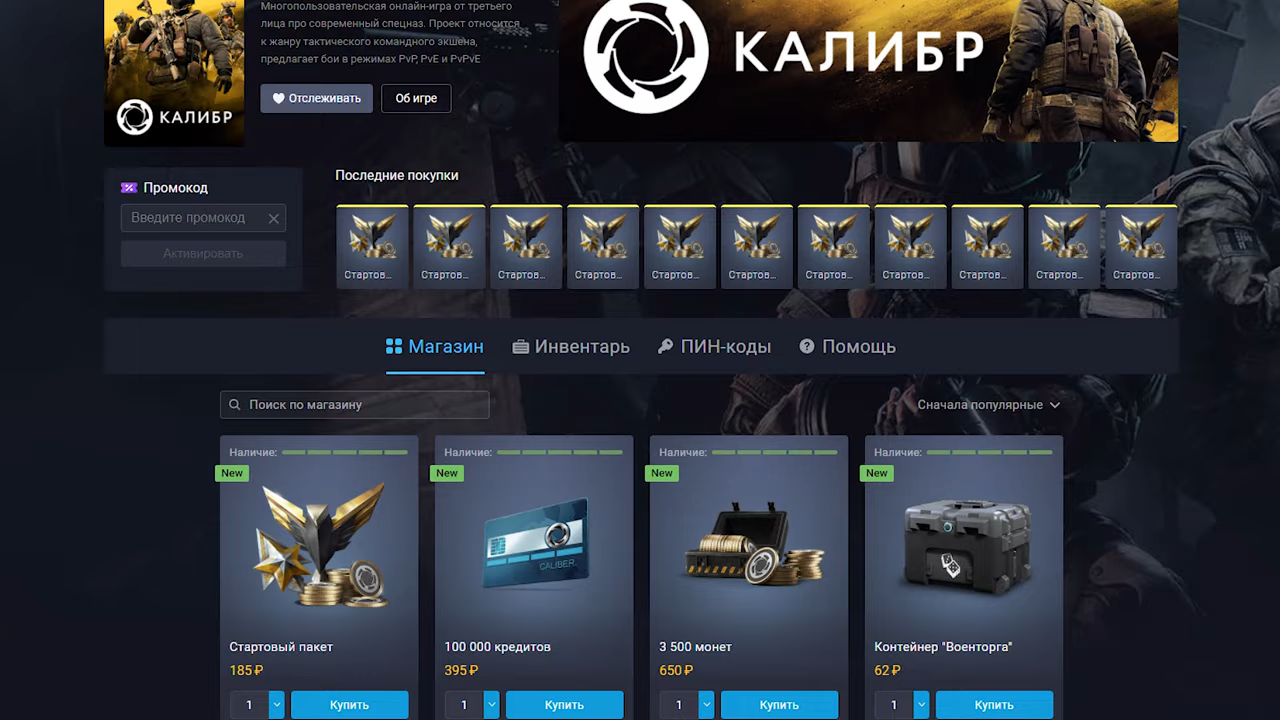 Многопользовательская онлайн-игра от третьего
лица про современный спецназ. Проект относится
к жанру тактического командного экшена,
предлагает бои в режимах PvP, PvE и PvPvE
Отслеживать
Об игре
КАЛИБР
КАЛИБР
Промокод
Введите промокод
Активировать
Последние покупки
Стартов...
Стартов...
Стартов...
Стартов...
Стартов...
Стартов...
Стартов...
Стартов...
Стартов...
Стартов...
Стартов...
Магазин
Инвентарь
ПИН-коды
Помощь
Поиск по магазину
Сначала популярные
Наличие:
New
Стартовый пакет
185 ₽
1
Купить
Наличие:
New
CALIBER
100 000 кредитов
395 ₽
1
Купить
Наличие:
New
3 500 монет
650 ₽
1
Купить
Наличие:
New
Контейнер "Военторга"
62 ₽
1
Купить